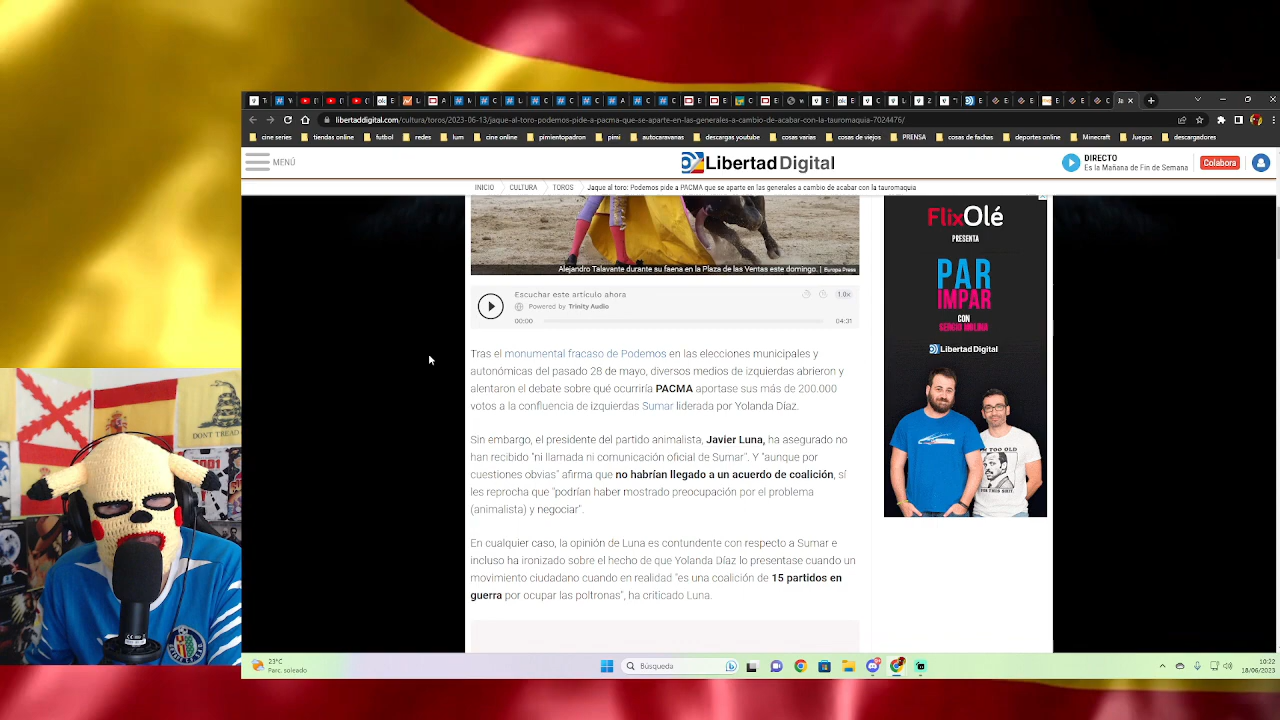 libertaddigital.com/cultura/toros/2023-06-13/jaque-al-toro-podemos-pide-a-pacma-que-se-aparte-en-las-generales-a-cambio-de-acabar-con-la-tauromaquia-7024476/
cine series
tiendas online
futbol
redes
lum
cine online
pimientopadron
pimi
autocaravanas
descargas youtube
cosas varias
cosas de viejos
PRENSA
cosas de fachas
deportes online
Minecraft
Juegos
descargadores
MENÚ
Libertad Digital
DIRECTO
Es la Mañana de Fin de Semana
Colabora
INICIO
CULTURA
TOROS
Jaque al toro: Podemos pide a PACMA que se aparte en las generales a cambio de acabar con la tauromaquia
Alejandro Talavante durante su faena en la Plaza de las Ventas este domingo. | Europa Press
Escuchar este artículo ahora
1.0x
Powered by Trinity Audio
00:00
04:31
Tras el monumental fracaso de Podemos en las elecciones municipales y
autonómicas del pasado 28 de mayo, diversos medios de izquierdas abrieron y
alentaron el debate sobre qué ocurriría PACMA aportase sus más de 200.000
votos a la confluencia de izquierdas Sumar liderada por Yolanda Díaz.
Sin embargo, el presidente del partido animalista, Javier Luna, ha asegurado no
han recibido "ni llamada ni comunicación oficial de Sumar". Y "aunque por
cuestiones obvias" afirma que no habrían llegado a un acuerdo de coalición, sí
les reprocha que "podrían haber mostrado preocupación por el problema
(animalista) y negociar".
En cualquier caso, la opinión de Luna es contundente con respecto a Sumar e
incluso ha ironizado sobre el hecho de que Yolanda Díaz lo presentase cuando un
movimiento ciudadano cuando en realidad "es una coalición de 15 partidos en
guerra por ocupar las poltronas", ha criticado Luna.
FlixOlé
PRESENTA
PAR
IMPAR
CON
SERGIO MOLINA
Libertad Digital
DONT TREAD
23°C
Parc. soleado
Búsqueda
10:22
18/06/2023